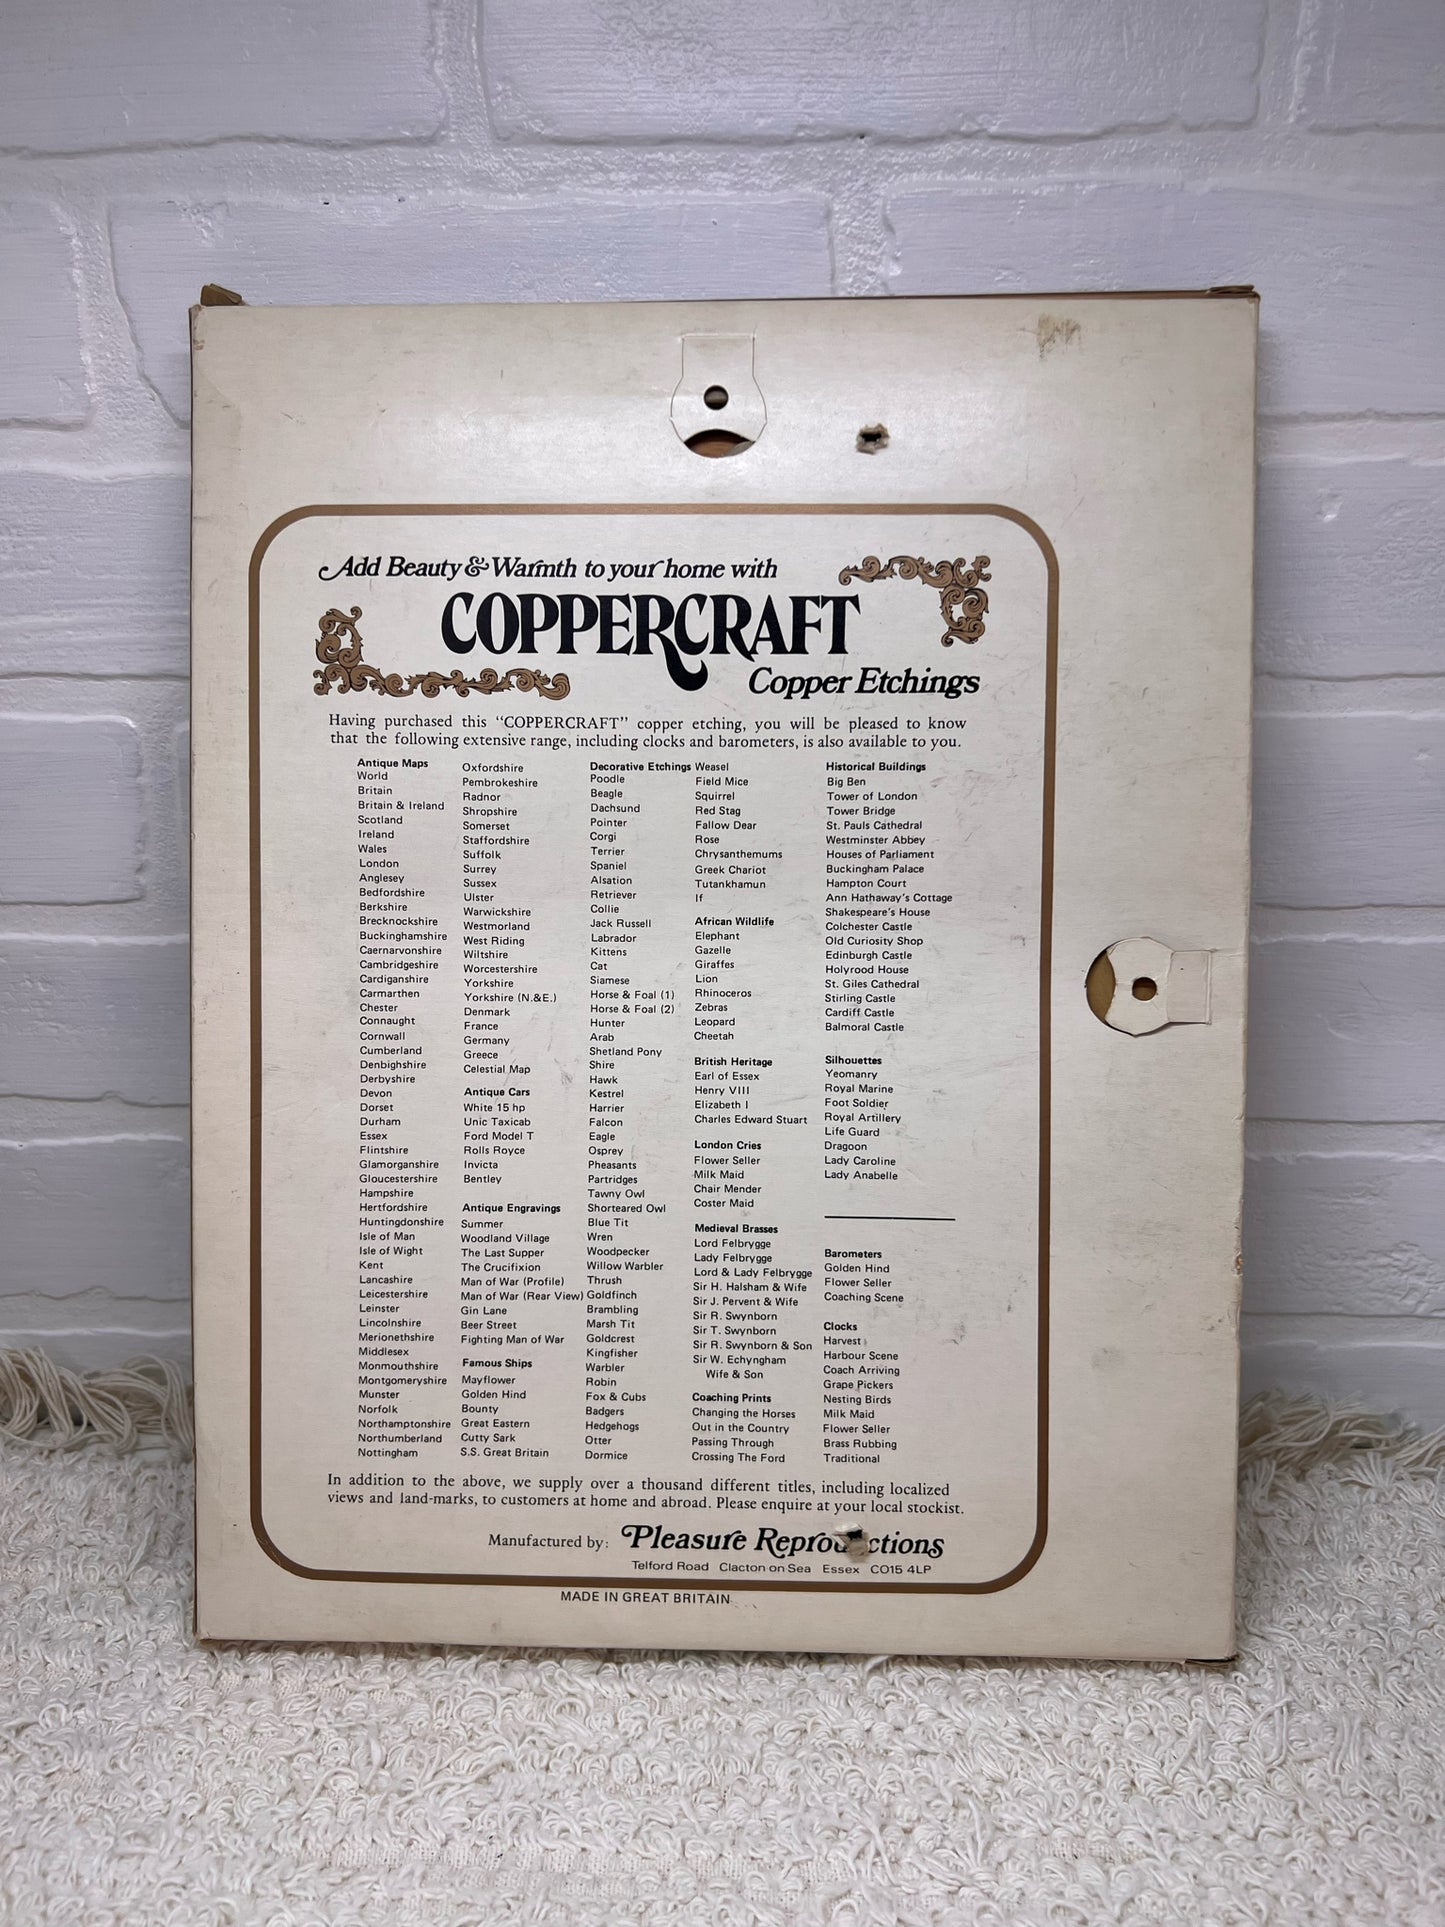 Add Beauty & Warmth to your home with
COPPERCRAFT
Copper Etchings
Having purchased this "COPPERCRAFT" copper etching, you will be pleased to know
that the following extensive range, including clocks and barometers, is also available to you.
Antique Maps
World
Britain
Britain & Ireland
Scotland
Ireland
Wales
London
Anglesey
Bedfordshire
Berkshire
Brecknockshire
Buckinghamshire
Caernarvonshire
Cambridgeshire
Cardiganshire
Carmarthen
Chester
Connaught
Cornwall
Cumberland
Denbighshire
Derbyshire
Devon
Dorset
Durham
Essex
Flintshire
Glamorganshire
Gloucestershire
Hampshire
Hertfordshire
Huntingdonshire
Isle of Man
Isle of Wight
Kent
Lancashire
Leicestershire
Leinster
Lincolnshire
Merionethshire
Middlesex
Monmouthshire
Montgomeryshire
Munster
Norfolk
Northamptonshire
Northumberland
Nottingham
Oxfordshire
Pembrokeshire
Radnor
Shropshire
Somerset
Staffordshire
Suffolk
Surrey
Sussex
Ulster
Warwickshire
Westmorland
West Riding
Wiltshire
Worcestershire
Yorkshire
Yorkshire (N.&E.)
Denmark
France
Germany
Greece
Celestial Map
Antique Cars
White 15 hp
Unic Taxicab
Ford Model T
Rolls Royce
Invicta
Bentley
Antique Engravings
Summer
Woodland Village
The Last Supper
The Crucifixion
Man of War (Profile)
Man of War (Rear View)
Gin Lane
Beer Street
Fighting Man of War
Famous Ships
Mayflower
Golden Hind
Bounty
Great Eastern
Cutty Sark
S.S. Great Britain
Decorative Etchings
Poodle
Beagle
Dachsund
Pointer
Corgi
Terrier
Spaniel
Alsation
Retriever
Collie
Jack Russell
Labrador
Kittens
Cat
Siamese
Horse & Foal (1)
Horse & Foal (2)
Hunter
Arab
Shetland Pony
Shire
Hawk
Kestrel
Harrier
Falcon
Eagle
Osprey
Pheasants
Partridges
Tawny Owl
Shorteared Owl
Blue Tit
Wren
Woodpecker
Willow Warbler
Thrush
Goldfinch
Brambling
Marsh Tit
Goldcrest
Kingfisher
Warbler
Robin
Fox & Cubs
Badgers
Hedgehogs
Otter
Dormice
Weasel
Field Mice
Squirrel
Red Stag
Fallow Dear
Rose
Chrysanthemums
Greek Chariot
Tutankhamun
If
African Wildlife
Elephant
Gazelle
Giraffes
Lion
Rhinoceros
Zebras
Leopard
Cheetah
British Heritage
Earl of Essex
Henry VIII
Elizabeth I
Charles Edward Stuart
London Cries
Flower Seller
Milk Maid
Chair Mender
Coster Maid
Medieval Brasses
Lord Felbrygge
Lady Felbrygge
Lord & Lady Felbrygge
Sir H. Halsham & Wife
Sir J. Pervent & Wife
Sir R. Swynborn
Sir T. Swynborn
Sir R. Swynborn & Son
Sir W. Echyngham
Wife & Son
Coaching Prints
Changing the Horses
Out in the Country
Passing Through
Crossing The Ford
Historical Buildings
Big Ben
Tower of London
Tower Bridge
St. Pauls Cathedral
Westminster Abbey
Houses of Parliament
Buckingham Palace
Hampton Court
Ann Hathaway's Cottage
Shakespeare's House
Colchester Castle
Old Curiosity Shop
Edinburgh Castle
Holyrood House
St. Giles Cathedral
Stirling Castle
Cardiff Castle
Balmoral Castle
Silhouettes
Yeomanry
Royal Marine
Foot Soldier
Royal Artillery
Life Guard
Dragoon
Lady Caroline
Lady Anabelle
Barometers
Golden Hind
Flower Seller
Coaching Scene
Clocks
Harvest
Harbour Scene
Coach Arriving
Grape Pickers
Nesting Birds
Milk Maid
Flower Seller
Brass Rubbing
Traditional
In addition to the above, we supply over a thousand different titles, including localized
views and land-marks, to customers at home and abroad. Please enquire at your local stockist.
Manufactured by: Pleasure Reproductions
Telford Road Clacton on Sea Essex CO15 4LP
MADE IN GREAT BRITAIN